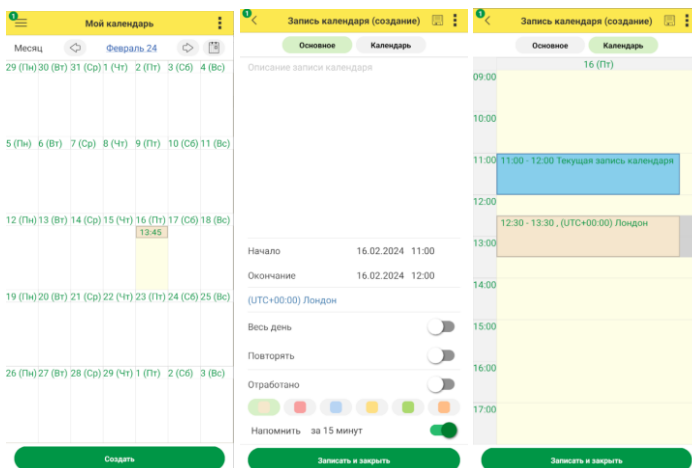 1
Мой календарь
Месяц
Февраль 24
29 (Пн) 30 (Вт) 31 (Ср) 1 (Чт) 2 (Пт) 3 (Сб) 4 (Вс)
5 (Пн) 6 (Вт) 7 (Ср) 8 (Чт) 9 (Пт) 10 (Сб) 11 (Вс)
12 (Пн) 13 (Вт) 14 (Ср) 15 (Чт) 16 (Пт) 17 (Сб) 18 (Вс)
13:45
19 (Пн) 20 (Вт) 21 (Ср) 22 (Чт) 23 (Пт) 24 (Сб) 25 (Вс)
26 (Пн) 27 (Вт) 28 (Ср) 29 (Чт) 1 (Пт) 2 (Сб) 3 (Вс)
Создать
1
Запись календаря (создание)
Основное Календарь
Описание записи календаря
Начало 16.02.2024 11:00
Окончание 16.02.2024 12:00
(UTC+00:00) Лондон
Весь день
Повторять
Отработано
Напомнить за 15 минут
Записать и закрыть
1
Запись календаря (создание)
Основное Календарь
16 (Пт)
09:00
10:00
11:00 11:00 - 12:00 Текущая запись календаря
12:00
12:30 - 13:30 , (UTC+00:00) Лондон
13:00
14:00
15:00
16:00
17:00
Записать и закрыть